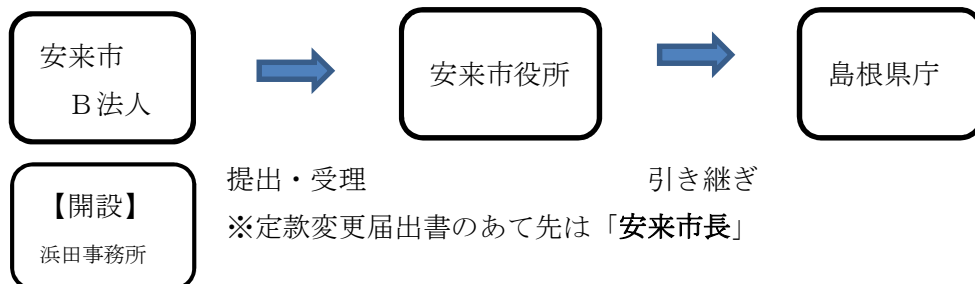 安来市
B法人
安来市役所
島根県庁
提出・受理
引き継ぎ
※定款変更届出書のあて先は「安来市長」
【開設】
浜田事務所